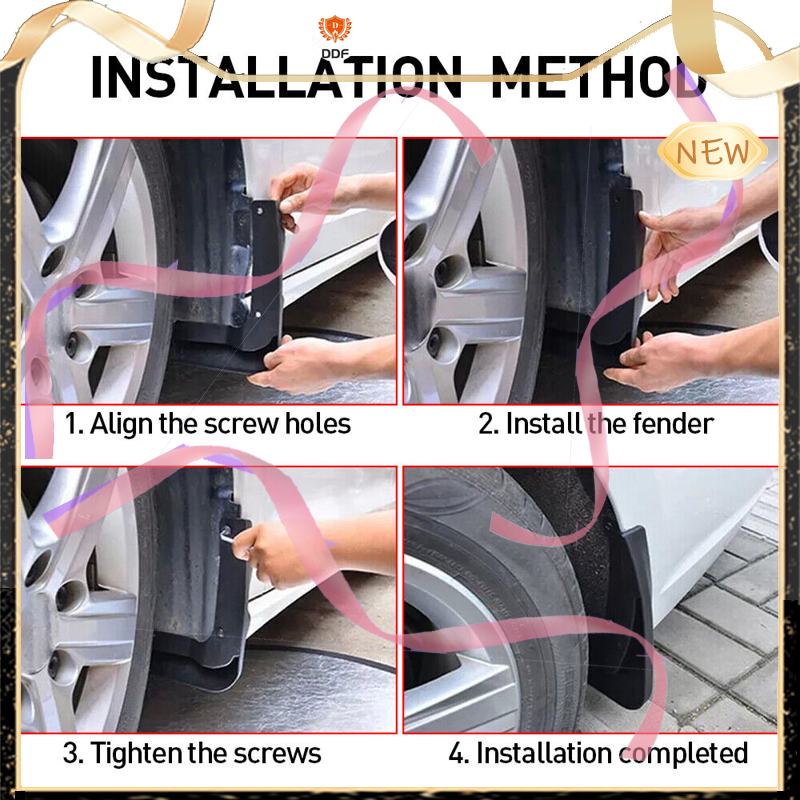 DDF
INSTALLATION METHOD
NEW
1. Align the screw holes
2. Install the fender
3. Tighten the screws
4. Installation completed